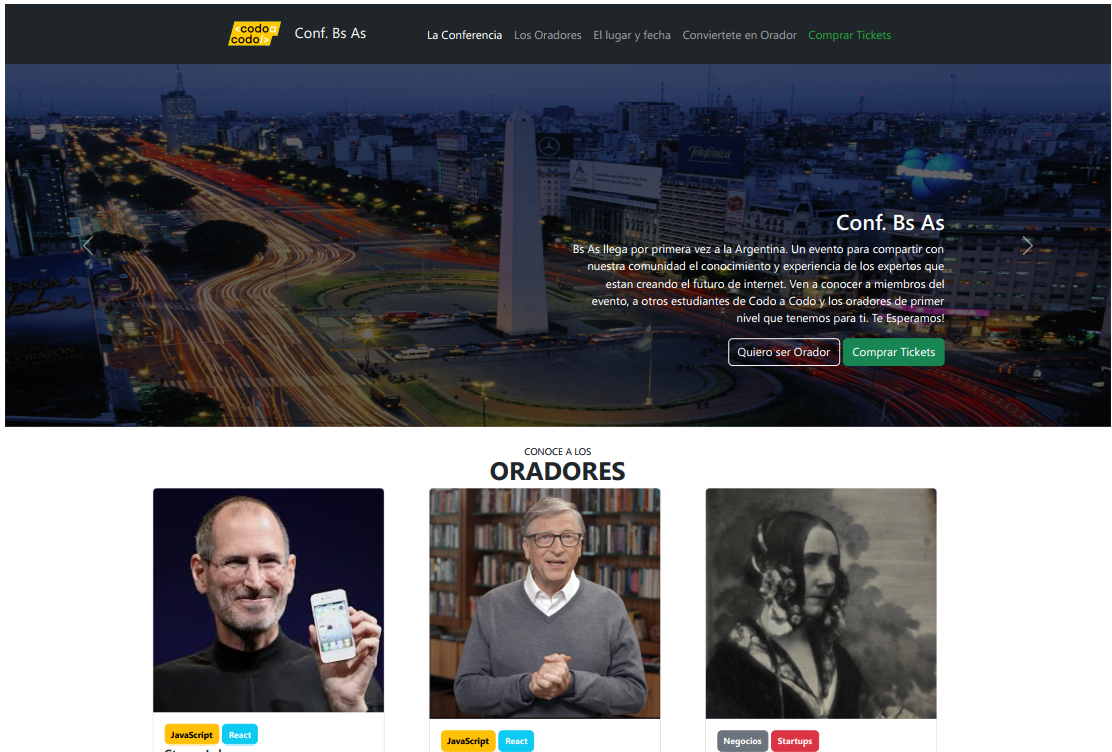 codo a
codo
Conf. Bs As
La Conferencia
Los Oradores
El lugar y fecha
Conviertete en Orador
Comprar Tickets
Telefónica
Conf. Bs As
Bs As llega por primera vez a la Argentina. Un evento para compartir con
nuestra comunidad el conocimiento y experiencia de los expertos que
estan creando el futuro de internet. Ven a conocer a miembros del
evento, a otros estudiantes de Codo a Codo y los oradores de primer
nivel que tenemos para ti. Te Esperamos!
Quiero ser Orador
Comprar Tickets
CONOCE A LOS
ORADORES
JavaScript
React
JavaScript
React
Negocios
Startups